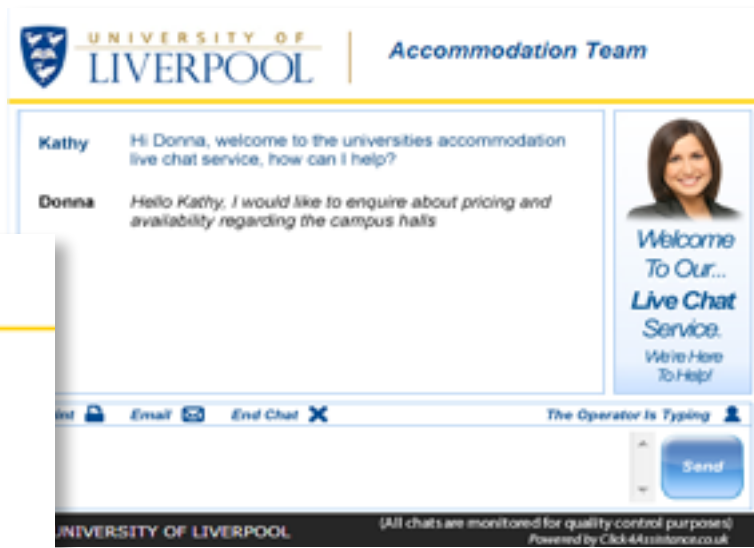 UNIVERSITY OF
LIVERPOOL
Accommodation Team
Kathy Hi Donna, welcome to the universities accommodation
live chat service, how can I help?
Donna Hello Kathy, I would like to enquire about pricing and
availability regarding the campus halls
Welcome
To Our...
Live Chat
Service.
We're Here
To Help!
int Email End Chat The Operator Is Typing
Send
UNIVERSITY OF LIVERPOOL (All chats are monitored for quality control purposes)
Powered by Click4Assistance.co.uk